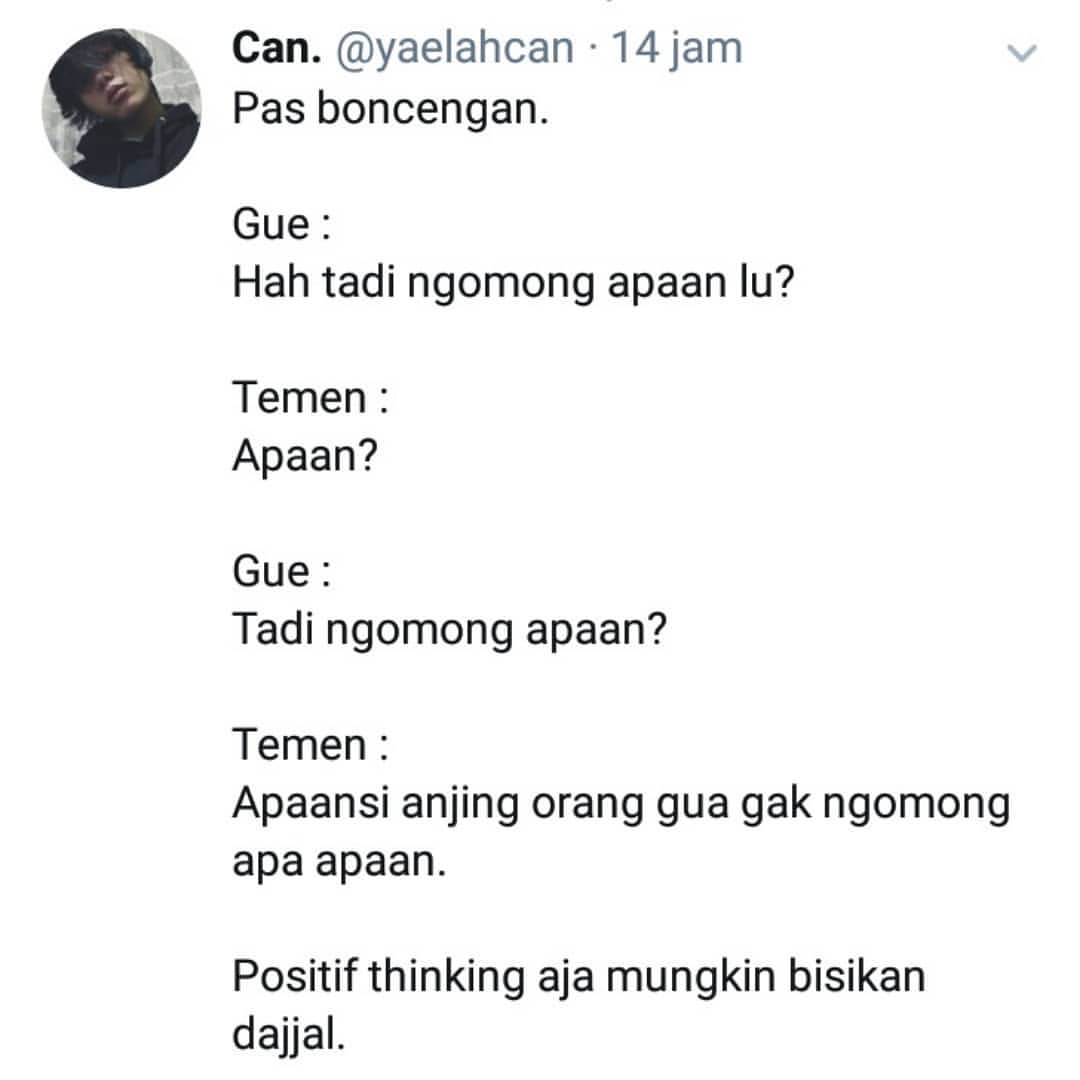 Can. @yaelahcan · 14 jam
Pas boncengan.
Gue :
Hah tadi ngomong apaan lu?
Temen :
Apaan?
Gue :
Tadi ngomong apaan?
Temen :
Apaansi anjing orang gua gak ngomong
apa apaan.
Positif thinking aja mungkin bisikan
dajjal.